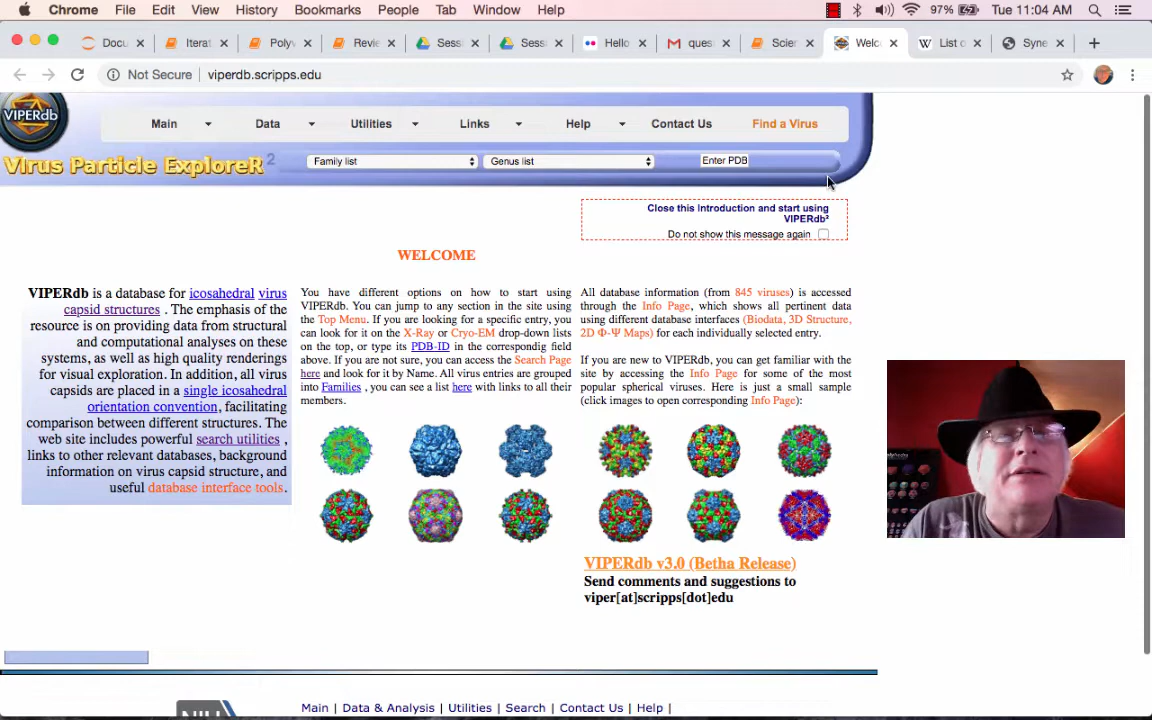 Chrome File Edit View History Bookmarks People Tab Window Help 97% Tue 11:04 AM
Docu Iterat Polyv Revie Sessi Sessi Hello ques Scier Welco List o Syne
Not Secure viperdb.scripps.edu
VIPERdb
Main Data Utilities Links Help Contact Us Find a Virus
Virus Particle ExploreR 2
Family list Genus list Enter PDB
Close this Introduction and start using
VIPERdb²
Do not show this message again
WELCOME
VIPERdb is a database for icosahedral virus
capsid structures . The emphasis of the
resource is on providing data from structural
and computational analyses on these
systems, as well as high quality renderings
for visual exploration. In addition, all virus
capsids are placed in a single icosahedral
orientation convention, facilitating
comparison between different structures. The
web site includes powerful search utilities ,
links to other relevant databases, background
information on virus capsid structure, and
useful database interface tools.
You have different options on how to start using
VIPERdb. You can jump to any section in the site using
the Top Menu. If you are looking for a specific entry, you
can look for it on the X-Ray or Cryo-EM drop-down lists
on the top, or type its PDB-ID in the correspondig field
above. If you are not sure, you can access the Search Page
here and look for it by Name. All virus entries are grouped
into Families , you can see a list here with links to all their
members.
All database information (from 845 viruses) is accessed
through the Info Page, which shows all pertinent data
using different database interfaces (Biodata, 3D Structure,
2D Φ-Ψ Maps) for each individually selected entry.
If you are new to VIPERdb, you can get familiar with the
site by accessing the Info Page for some of the most
popular spherical viruses. Here is just a small sample
(click images to open corresponding Info Page):
VIPERdb v3.0 (Betha Release)
Send comments and suggestions to
viper[at]scripps[dot]edu
Main | Data & Analysis | Utilities | Search | Contact Us | Help |